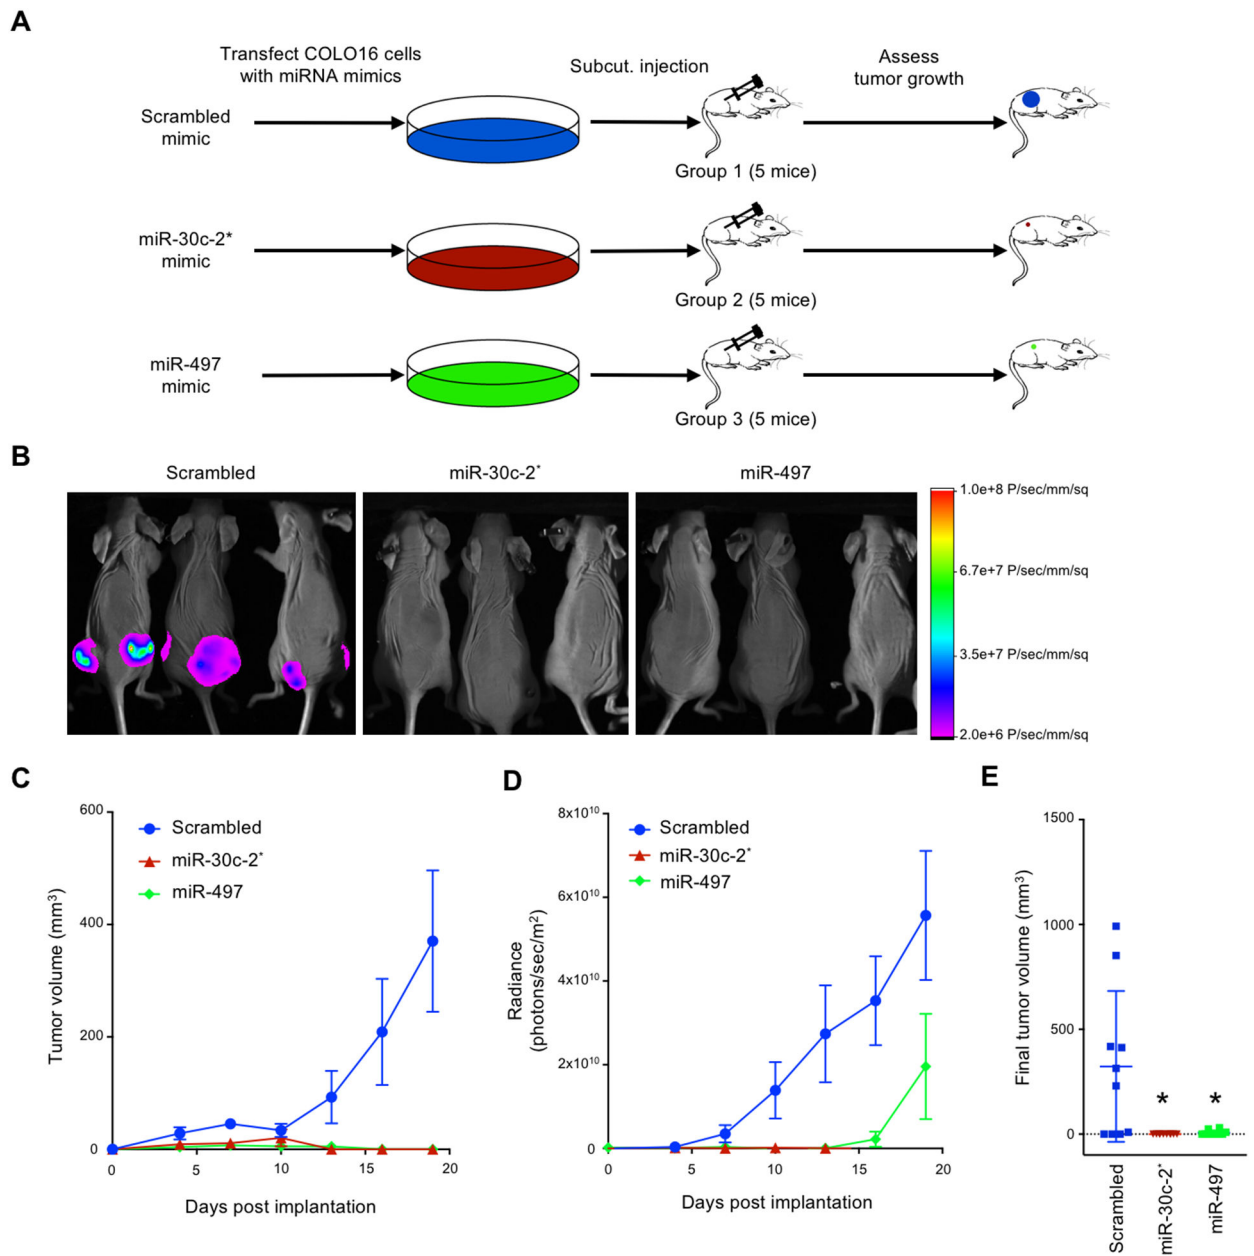 A
Transfect COLO16 cells
with miRNA mimics
Subcut. injection
Assess
tumor growth
Scrambled
mimic
Group 1 (5 mice)
miR-30c-2*
mimic
Group 2 (5 mice)
miR-497
mimic
Group 3 (5 mice)
B
Scrambled
miR-30c-2*
miR-497
1.0e+8 P/sec/mm/sq
6.7e+7 P/sec/mm/sq
3.5e+7 P/sec/mm/sq
2.0e+6 P/sec/mm/sq
C
600
400
200
0
Tumor volume (mm³)
Scrambled
miR-30c-2*
miR-497
0
5
10
15
20
Days post implantation
D
8x10¹⁰
6x10¹⁰
4x10¹⁰
2x10¹⁰
0
Radiance
(photons/sec/m²)
Scrambled
miR-30c-2*
miR-497
0
5
10
15
20
Days post implantation
E
1500
1000
500
0
Final tumor volume (mm³)
*
*
Scrambled
miR-30c-2*
miR-497